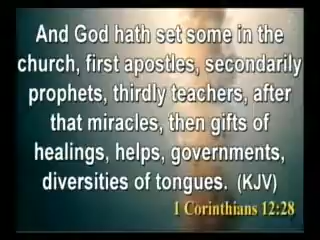 And God hath set some in the
church, first apostles, secondarily
prophets, thirdly teachers, after
that miracles, then gifts of
healings, helps, governments,
diversities of tongues. (KJV)
1 Corinthians 12:28